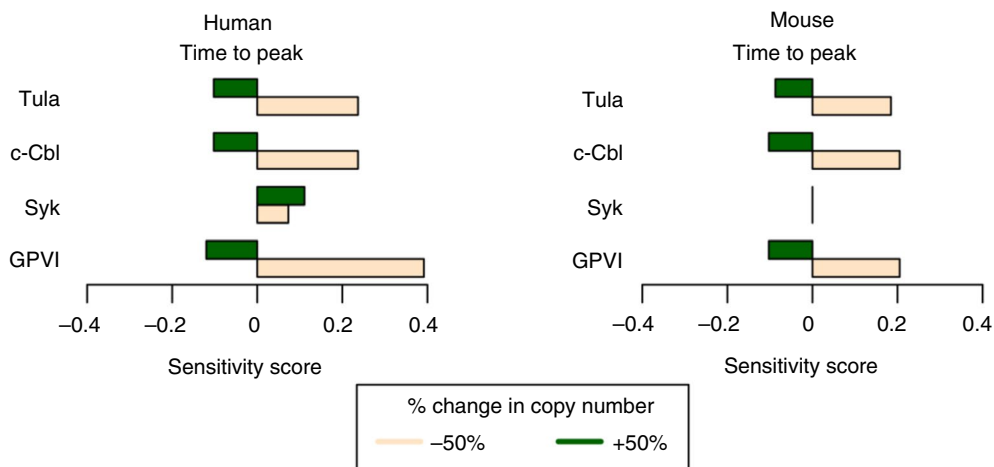 Human
Time to peak
Tula
c-Cbl
Syk
GPVI
–0.4 –0.2 0 0.2 0.4
Sensitivity score
Mouse
Time to peak
Tula
c-Cbl
Syk
GPVI
–0.4 –0.2 0 0.2 0.4
Sensitivity score
% change in copy number
–50% +50%